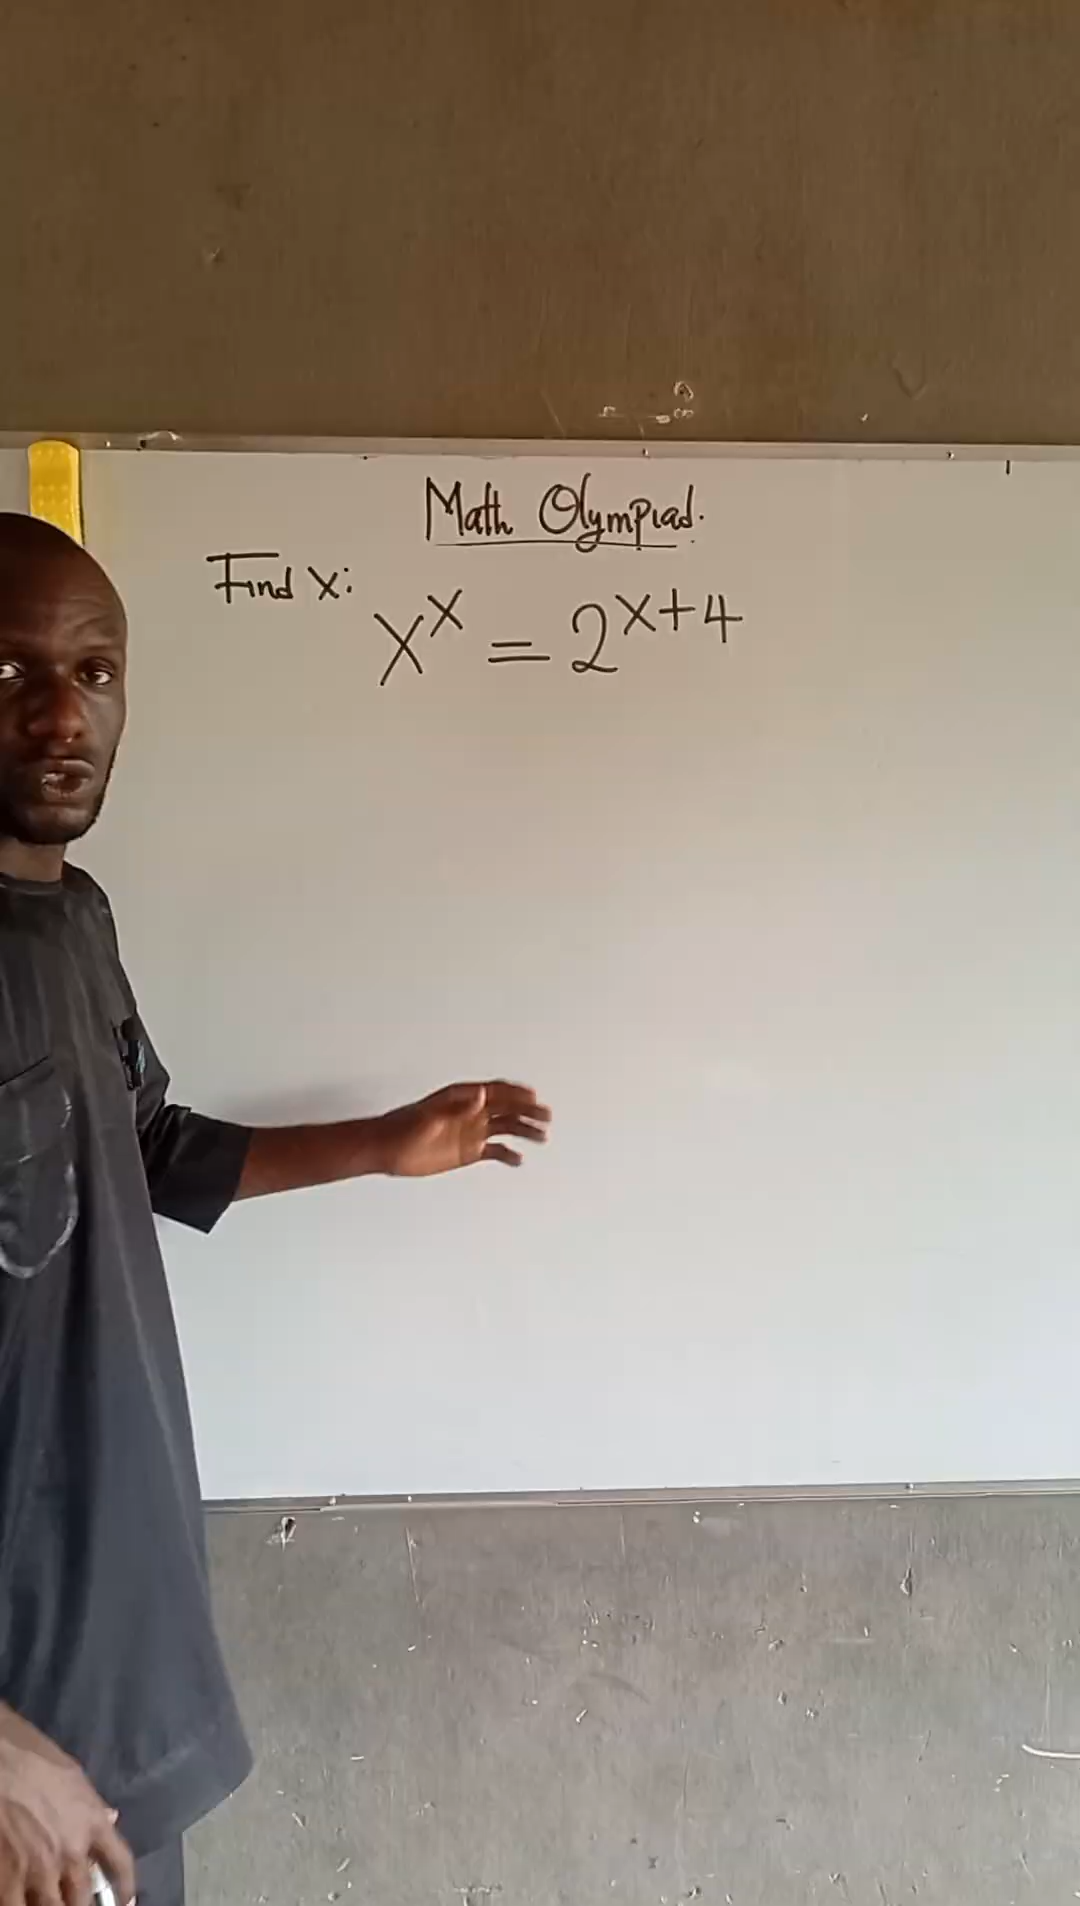 Math Olympiad.
Find X:
X^X = 2^{X+4}